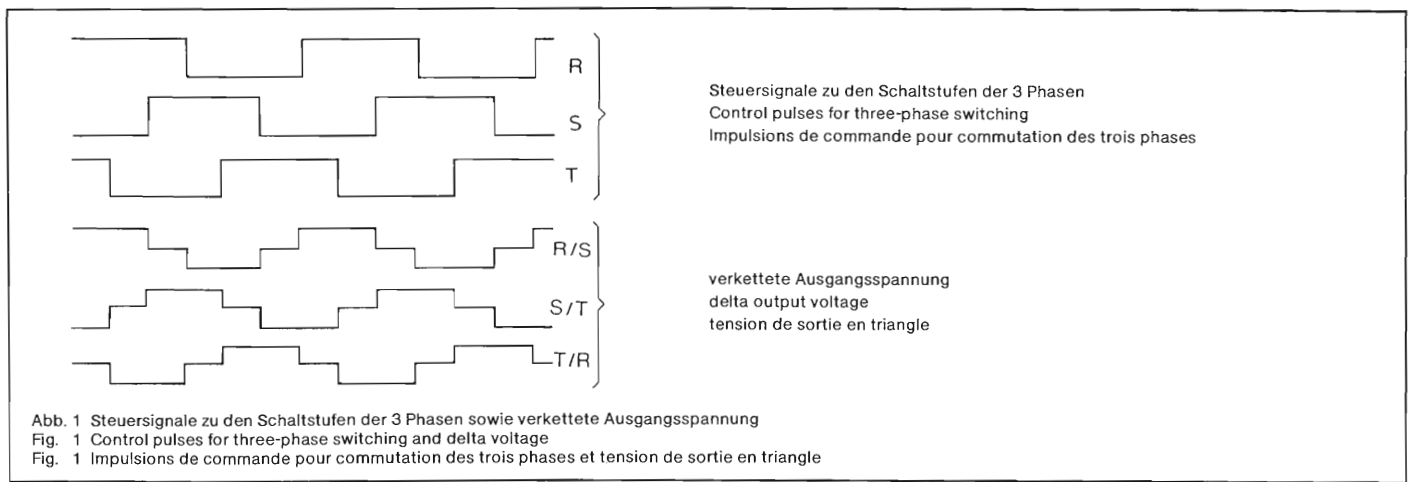 R
S
T
Steuersignale zu den Schaltstufen der 3 Phasen
Control pulses for three-phase switching
Impulsions de commande pour commutation des trois phases
R/S
S/T
T/R
verkettete Ausgangsspannung
delta output voltage
tension de sortie en triangle
Abb. 1 Steuersignale zu den Schaltstufen der 3 Phasen sowie verkettete Ausgangsspannung
Fig. 1 Control pulses for three-phase switching and delta voltage
Fig. 1 Impulsions de commande pour commutation des trois phases et tension de sortie en triangle